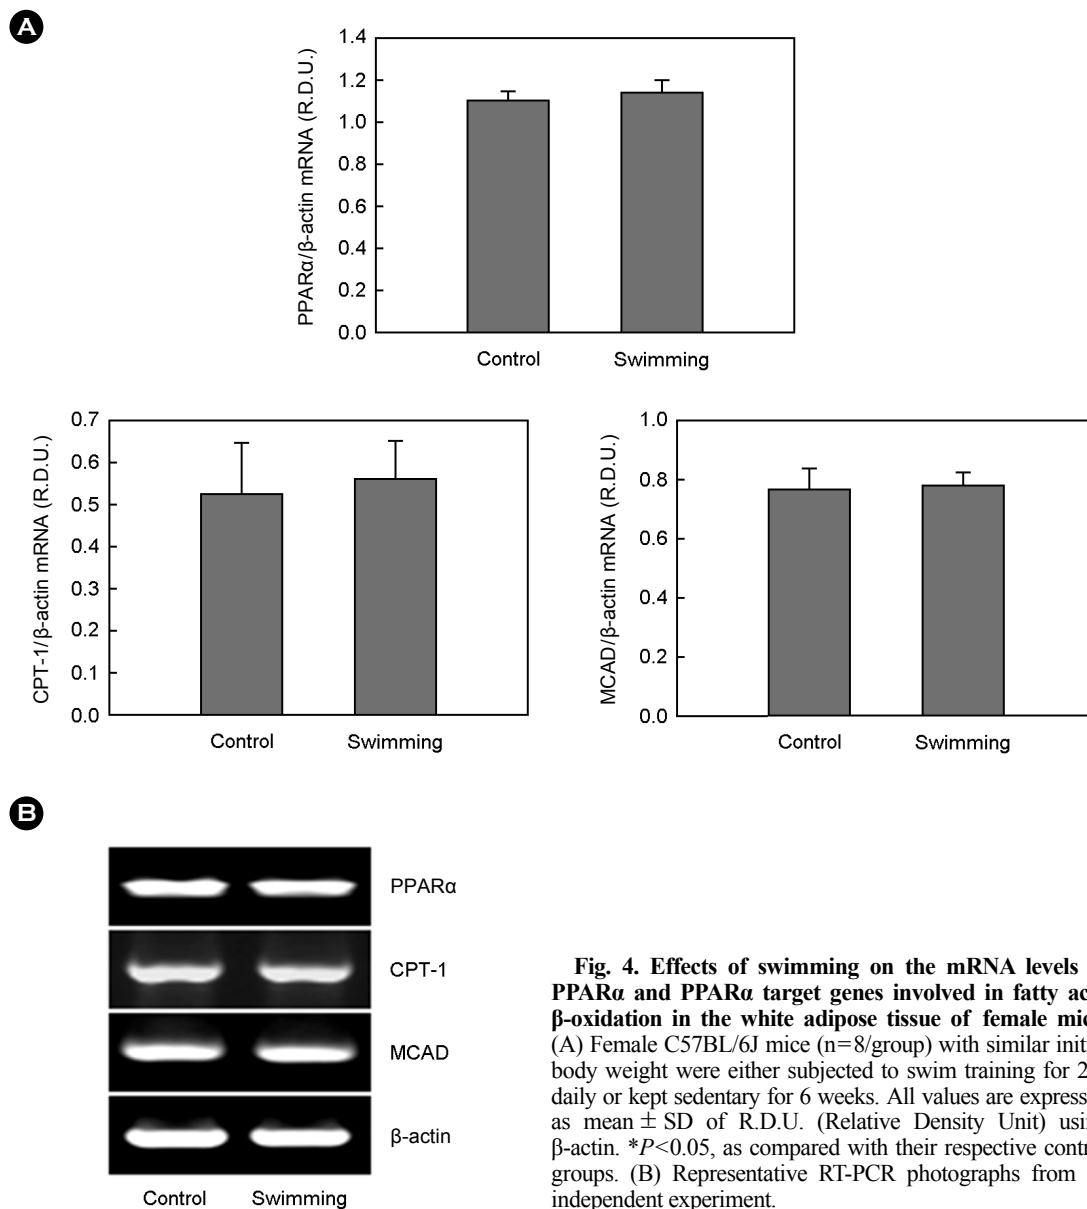 A
PPARα/β-actin mRNA (R.D.U.)
1.4
1.2
1.0
0.8
0.6
0.4
0.2
0.0
Control Swimming
CPT-1/β-actin mRNA (R.D.U.)
0.7
0.6
0.5
0.4
0.3
0.2
0.1
0.0
Control Swimming
MCAD/β-actin mRNA (R.D.U.)
1.0
0.8
0.6
0.4
0.2
0.0
Control Swimming
B
PPARα
CPT-1
MCAD
β-actin
Control Swimming
Fig. 4. Effects of swimming on the mRNA levels
PPARα and PPARα target genes involved in fatty ac
β-oxidation in the white adipose tissue of female mic
(A) Female C57BL/6J mice (n=8/group) with similar initi
body weight were either subjected to swim training for 2
daily or kept sedentary for 6 weeks. All values are express
as mean ± SD of R.D.U. (Relative Density Unit) usin
β-actin. *P<0.05, as compared with their respective contr
groups. (B) Representative RT-PCR photographs from
independent experiment.